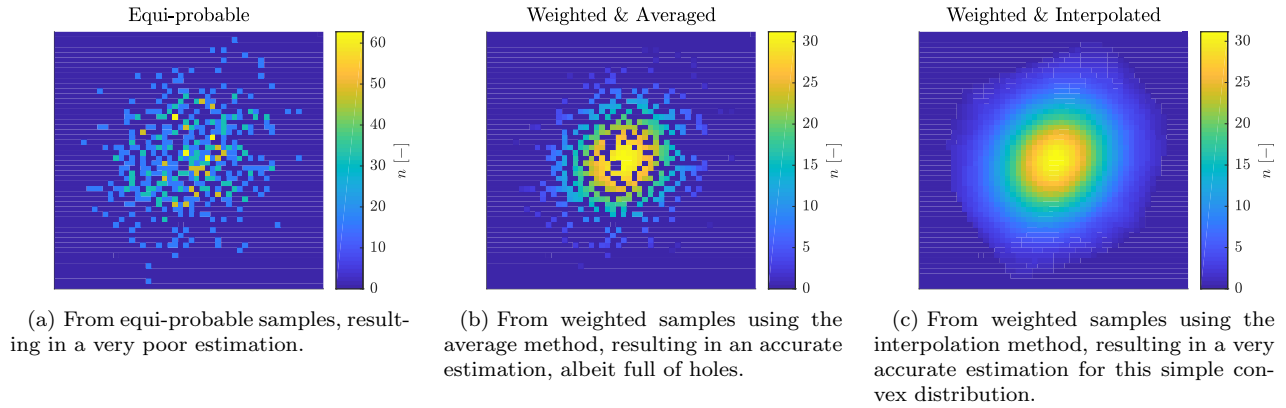 Equi-probable
60
50
40
30
20
10
0
n [−]
(a) From equi-probable samples, result-
ing in a very poor estimation.
Weighted & Averaged
30
25
20
15
10
5
0
n [−]
(b) From weighted samples using the
average method, resulting in an accurate
estimation, albeit full of holes.
Weighted & Interpolated
30
25
20
15
10
5
0
n [−]
(c) From weighted samples using the
interpolation method, resulting in a very
accurate estimation for this simple con-
vex distribution.